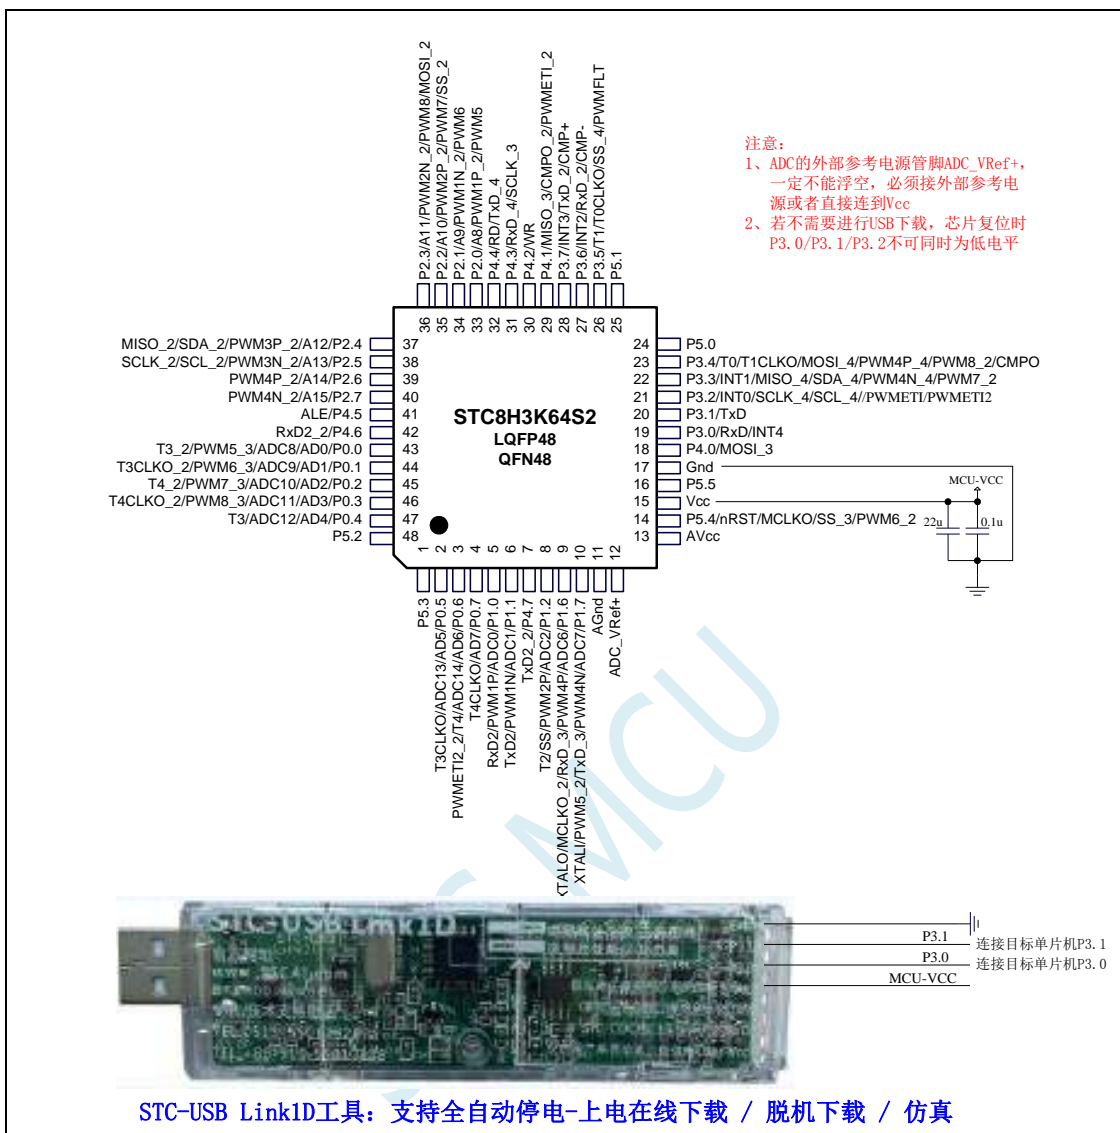 P2.3/A11/PWM2N_2/PWM8/MOSI_2
P2.2/A10/PWM2P_2/PWM7/SS_2
P2.1/A9/PWM1N_2/PWM6
P2.0/A8/PWM1P_2/PWM5
P4.4/RD/TxD_4
P4.3/RxD_4/SCLK_3
P4.2/WR
P4.1/MISO_3/CMPO_2/PWMETI_2
P3.7/INT3/TxD_2/CMP+
P3.6/INT2/RxD_2/CMP-
P3.5/T1/T0CLKO/SS_4/PWMFLT
P5.1
注意:
1、ADC的外部参考电源管脚ADC_VRef+,
一定不能浮空, 必须接外部参考电
源或者直接连到Vcc
2、若不需要进行USB下载, 芯片复位时
P3.0/P3.1/P3.2不可同时为低电平
36 35 34 33 32 31 30 29 28 27 26 25
MISO_2/SDA_2/PWM3P_2/A12/P2.4 37
SCLK_2/SCL_2/PWM3N_2/A13/P2.5 38
PWM4P_2/A14/P2.6 39
PWM4N_2/A15/P2.7 40
ALE/P4.5 41
RxD2_2/P4.6 42
T3_2/PWM5_3/ADC8/AD0/P0.0 43
T3CLKO_2/PWM6_3/ADC9/AD1/P0.1 44
T4_2/PWM7_3/ADC10/AD2/P0.2 45
T4CLKO_2/PWM8_3/ADC11/AD3/P0.3 46
T3/ADC12/AD4/P0.4 47
P5.2 48
STC8H3K64S2
LQFP48
QFN48
24 P5.0
23 P3.4/T0/T1CLKO/MOSI_4/PWM4P_4/PWM8_2/CMPO
22 P3.3/INT1/MISO_4/SDA_4/PWM4N_4/PWM7_2
21 P3.2/INT0/SCLK_4/SCL_4//PWMETI/PWMETI2
20 P3.1/TxD
19 P3.0/RxD/INT4
18 P4.0/MOSI_3
17 Gnd
16 P5.5
15 Vcc
14 P5.4/nRST/MCLKO/SS_3/PWM6_2
13 AVcc
MCU-VCC
22u 0.1u
1 2 3 4 5 6 7 8 9 10 11 12
P5.3
T3CLKO/ADC13/AD5/P0.5
PWMETI2_2/T4/ADC14/AD6/P0.6
T4CLKO/AD7/P0.7
RxD2/PWM1P/ADC0/P1.0
TxD2/PWM1N/ADC1/P1.1
TxD2_2/P4.7
T2/SS/PWM2P/ADC2/P1.2
XTALO/MCLKO_2/RxD_3/PWM4P/ADC6/P1.6
XTALI/PWM5_2/TxD_3/PWM4N/ADC7/P1.7
AGnd
ADC_VRef+
MCU
STC-USB Link1D
P3.1 连接目标单片机P3.1
P3.0 连接目标单片机P3.0
MCU-VCC
STC-USB Link1D工具: 支持全自动停电-上电在线下载 / 脱机下载 / 仿真